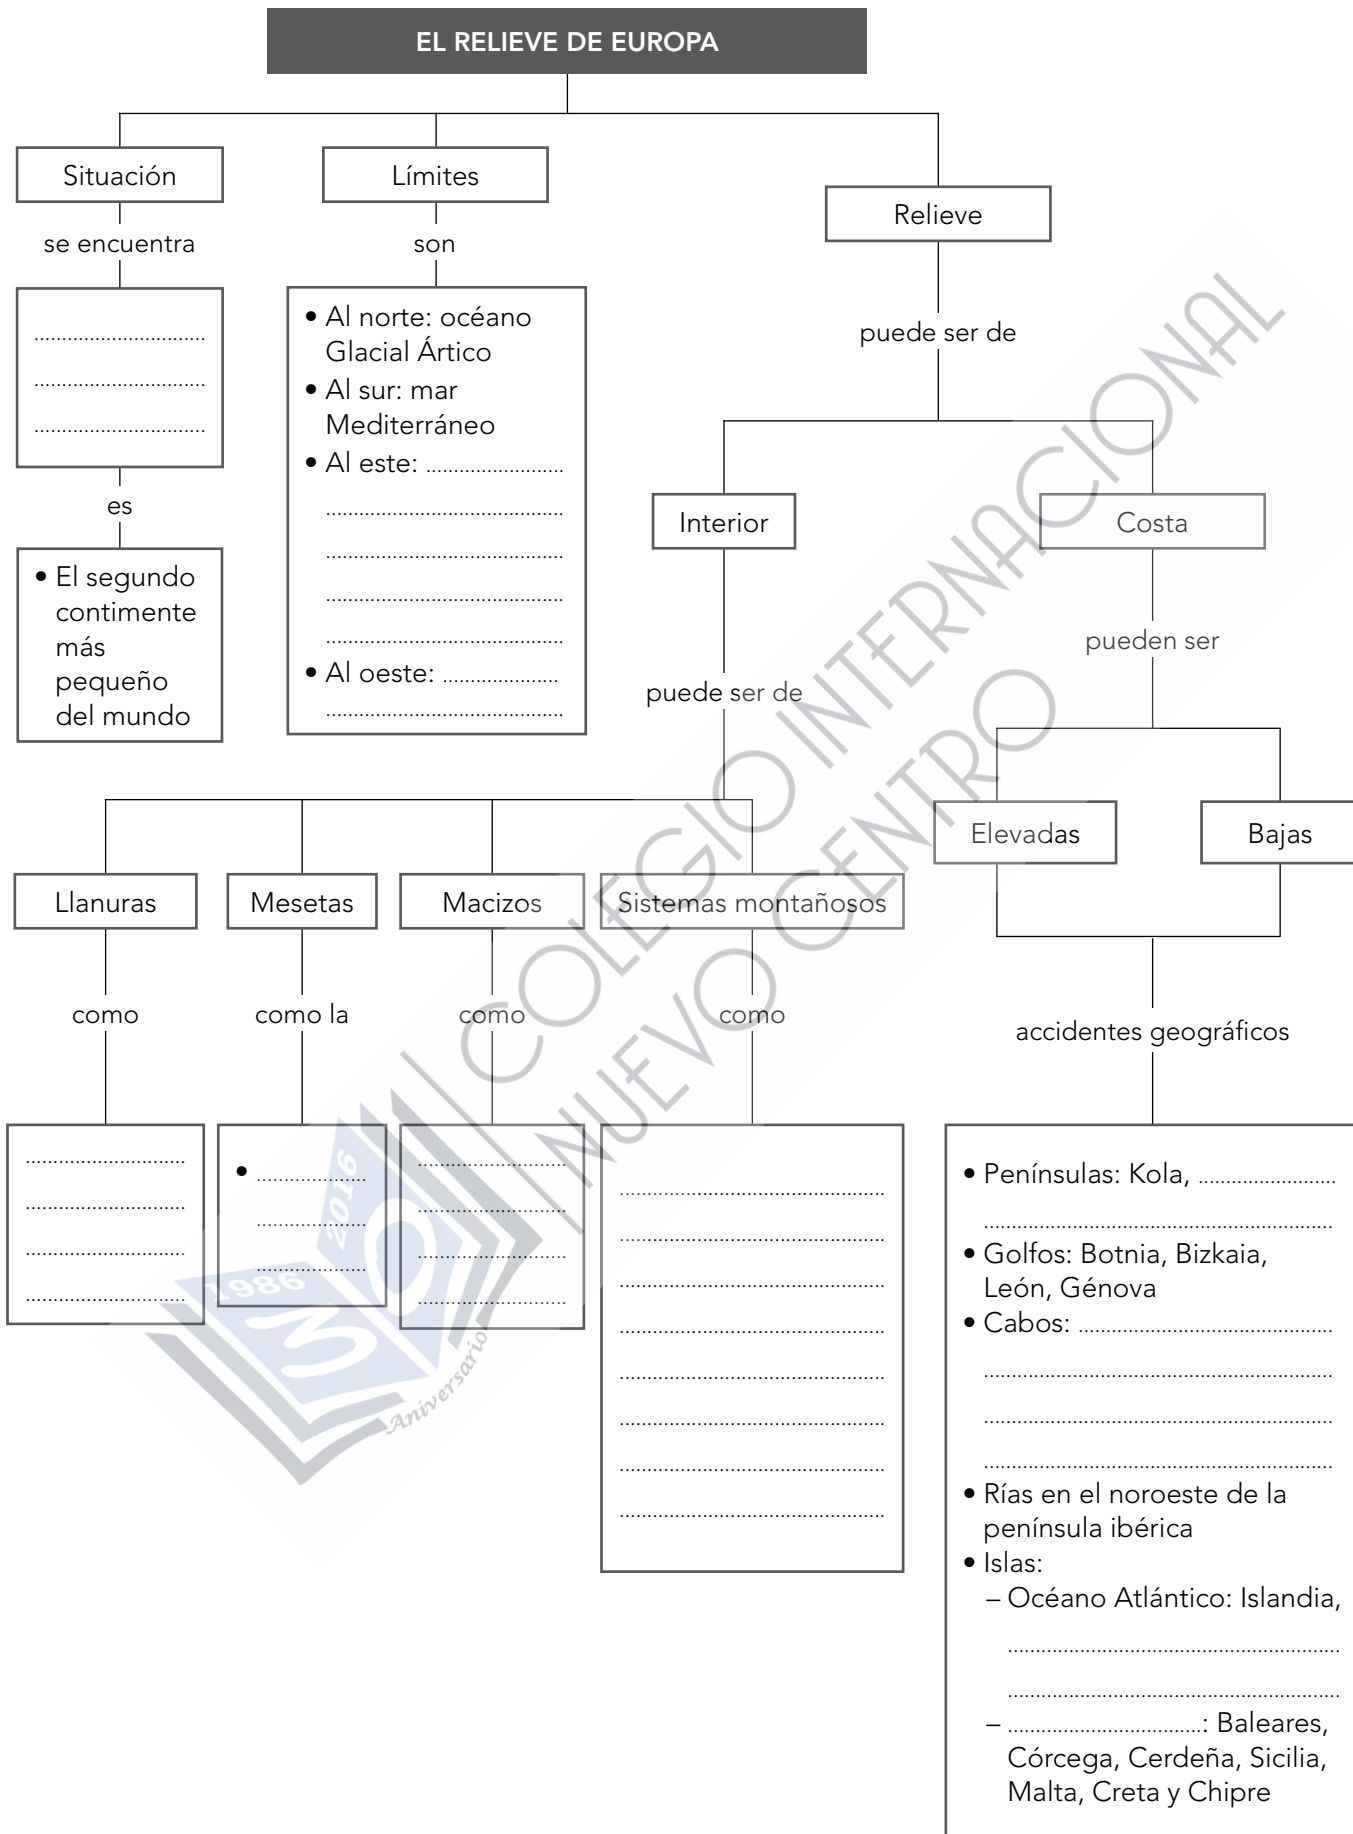 EL RELIEVE DE EUROPA
Situación
Límites
Relieve
se encuentra
son
puede ser de
..............................
..............................
..............................
es
• El segundo
contimente
más
pequeño
del mundo
• Al norte: océano
Glacial Ártico
• Al sur: mar
Mediterráneo
• Al este: .........................
...........................................
...........................................
...........................................
...........................................
• Al oeste: .....................
...........................................
Interior
Costa
puede ser de
pueden ser
Elevadas
Bajas
Llanuras
Mesetas
Macizos
Sistemas montañosos
como
como la
como
como
accidentes geográficos
.............................
.............................
.............................
.............................
• ....................
....................
....................
...........................
...........................
...........................
...........................
................................................
................................................
................................................
................................................
................................................
................................................
................................................
................................................
• Penínsulas: Kola, .........................
...............................................................
• Golfos: Botnia, Bizkaia,
León, Génova
• Cabos: ..............................................
...............................................................
...............................................................
...............................................................
• Rías en el noroeste de la
península ibérica
• Islas:
– Océano Atlántico: Islandia,
............................................................
............................................................
– ...................................: Baleares,
Córcega, Cerdeña, Sicilia,
Malta, Creta y Chipre
COLEGIO INTERNACIONAL
NUEVO CENTRO
1986
2016
Aniversario